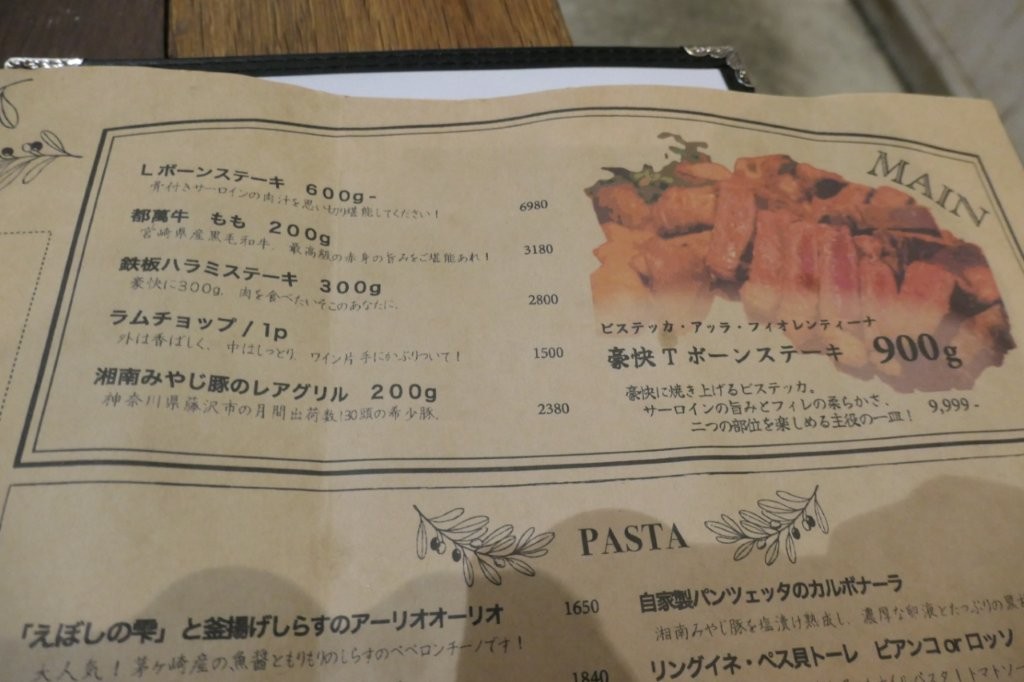 MAIN
Lボーンステーキ 600g-
骨付きサーロインの肉汁を思い切り堪能してください！
6980
都萬牛 もも 200g
宮崎県産黒毛和牛、最高級の赤身の旨みをご堪能あれ！
3180
鉄板ハラミステーキ 300g
豪快に300g、肉を食べたいそこのあなたに。
2800
ラムチョップ/1p
外は香ばしく、中はしっとり、ワイン片手にかぶりついて！
1500
湘南みやじ豚のレアグリル 200g
神奈川県藤沢市の月間出荷数130頭の希少豚。
2380
ビステッカ・アッラ・フィオレンティーナ
豪快Tボーンステーキ 900g
豪快に焼き上げるビステッカ。
サーロインの旨みとフィレの柔らかさ、
二つの部位を楽しめる主役の一皿！
9,999-
PASTA
「えぼしの雫」と釜揚げしらすのアーリオオーリオ
1650
大人気！茅ヶ崎産の魚醤ともりもりのしらすのペペロンチーノです！
1840
自家製パンツェッタのカルボナーラ
湘南みやじ豚を塩漬け熟成し、濃厚な卵液とたっぷりの黒
リングイネ・ペス貝トーレ ビアンコorロッソ
トマトソー